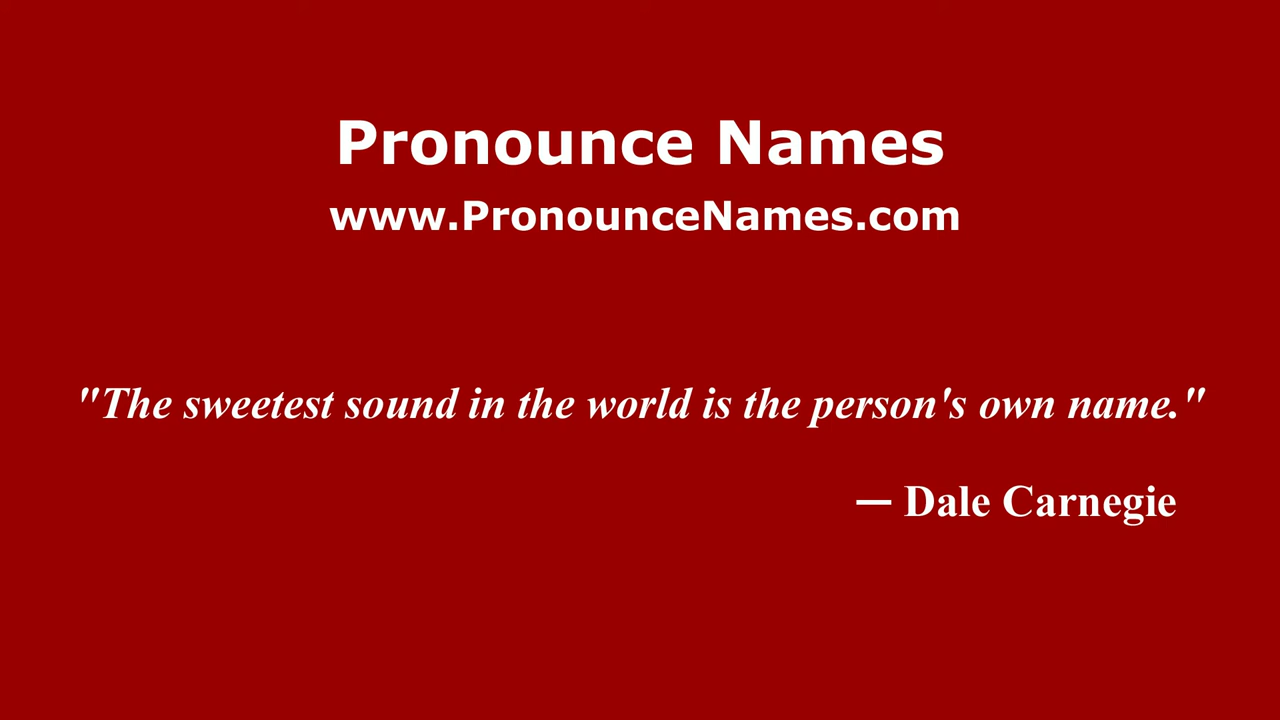 Pronounce Names
www.PronounceNames.com
"The sweetest sound in the world is the person's own name."
— Dale Carnegie